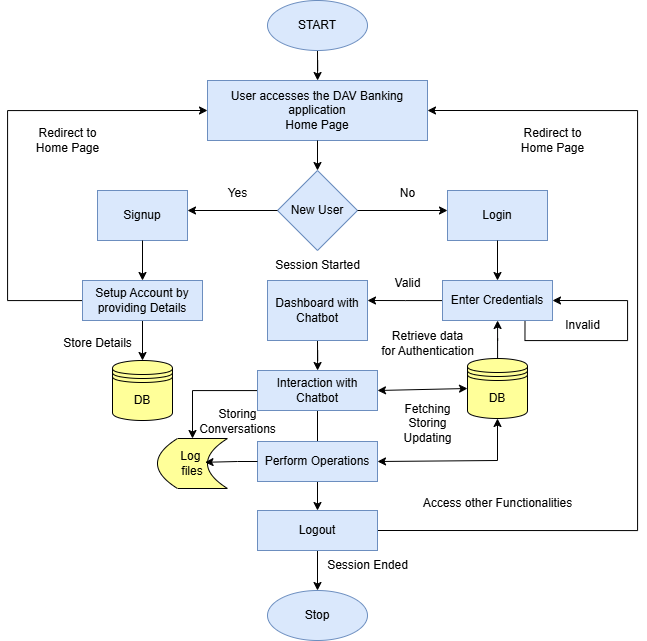 START
User accesses the DAV Banking
application
Home Page
Redirect to
Home Page
Redirect to
Home Page
Yes
New User
No
Signup
Login
Session Started
Setup Account by
providing Details
Dashboard with
Chatbot
Valid
Enter Credentials
Invalid
Store Details
Retrieve data
for Authentication
DB
Interaction with
Chatbot
DB
Storing
Conversations
Fetching
Storing
Updating
Log
files
Perform Operations
Access other Functionalities
Logout
Session Ended
Stop